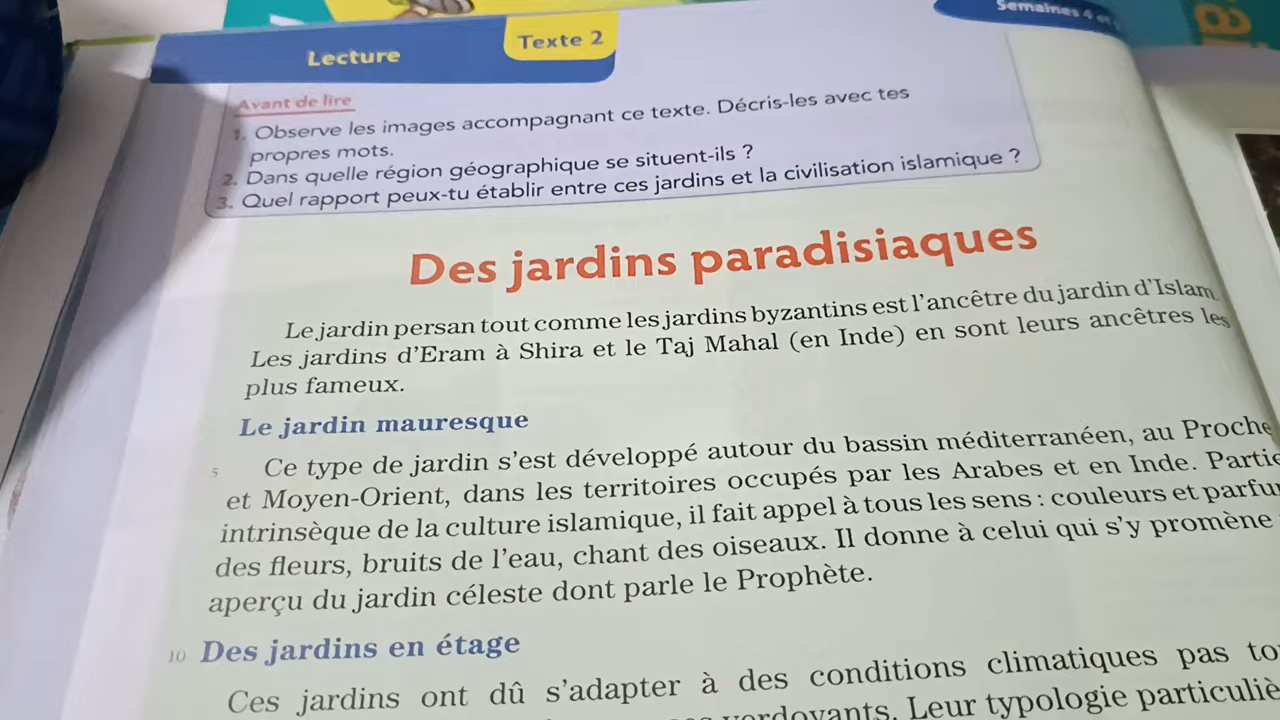 Semaines 4 et
Lecture
Texte 2
Avant de lire
1. Observe les images accompagnant ce texte. Décris-les avec tes
propres mots.
2. Dans quelle région géographique se situent-ils ?
3. Quel rapport peux-tu établir entre ces jardins et la civilisation islamique ?
Des jardins paradisiaques
Le jardin persan tout comme les jardins byzantins est l'ancêtre du jardin d'Islam.
Les jardins d'Eram à Shira et le Taj Mahal (en Inde) en sont leurs ancêtres les
plus fameux.
Le jardin mauresque
5 Ce type de jardin s'est développé autour du bassin méditerranéen, au Proche
et Moyen-Orient, dans les territoires occupés par les Arabes et en Inde. Partie
intrinsèque de la culture islamique, il fait appel à tous les sens : couleurs et parfu
des fleurs, bruits de l'eau, chant des oiseaux. Il donne à celui qui s'y promène
aperçu du jardin céleste dont parle le Prophète.
10 Des jardins en étage
Ces jardins ont dû s'adapter à des conditions climatiques pas to
verdoyants. Leur typologie particuliè